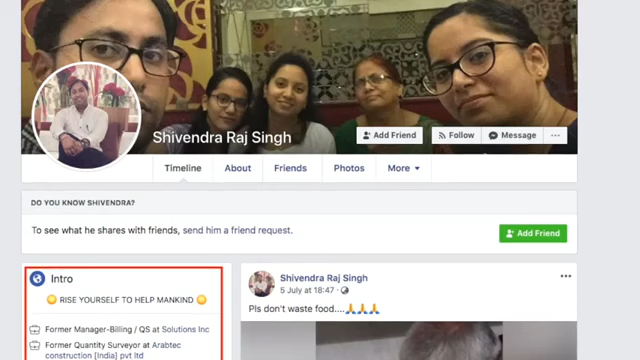 Shivendra Raj Singh
Add Friend
Follow
Message
Timeline
About
Friends
Photos
More
DO YOU KNOW SHIVENDRA?
To see what he shares with friends, send him a friend request.
Add Friend
Intro
RISE YOURSELF TO HELP MANKIND
Former Manager-Billing / QS at Solutions Inc
Former Quantity Surveyor at Arabtec
construction [India] pvt ltd
Shivendra Raj Singh
5 July at 18:47
Pls don't waste food....🙏🙏🙏